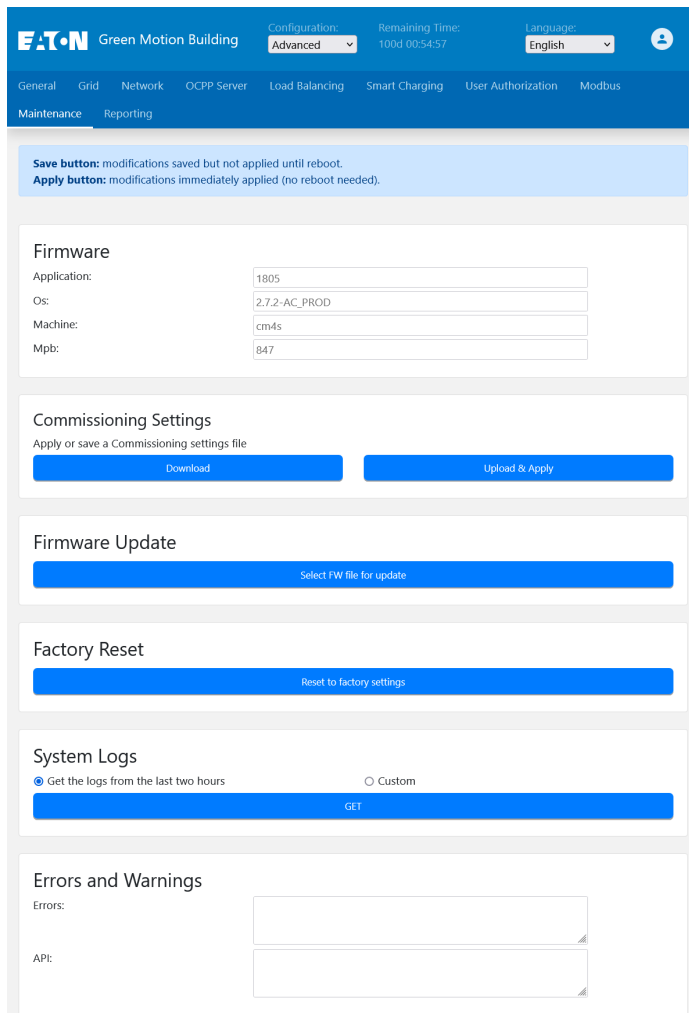 EATON Green Motion Building
Configuration:
Advanced
Remaining Time:
100d 00:54:57
Language:
English
General Grid Network OCPP Server Load Balancing Smart Charging User Authorization Modbus
Maintenance Reporting
Save button: modifications saved but not applied until reboot.
Apply button: modifications immediately applied (no reboot needed).
Firmware
Application: 1805
Os: 2.7.2-AC_PROD
Machine: cm4s
Mpb: 847
Commissioning Settings
Apply or save a Commissioning settings file
Download Upload & Apply
Firmware Update
Select FW file for update
Factory Reset
Reset to factory settings
System Logs
Get the logs from the last two hours Custom
GET
Errors and Warnings
Errors:
API: